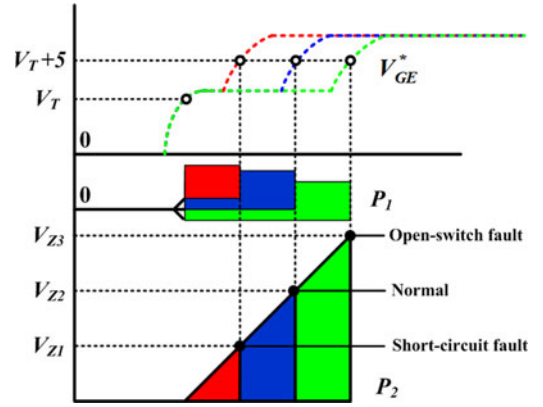 V_T+5
V*_GE
V_T
0
0
P_1
V_Z3
Open-switch fault
V_Z2
Normal
V_Z1
Short-circuit fault
P_2